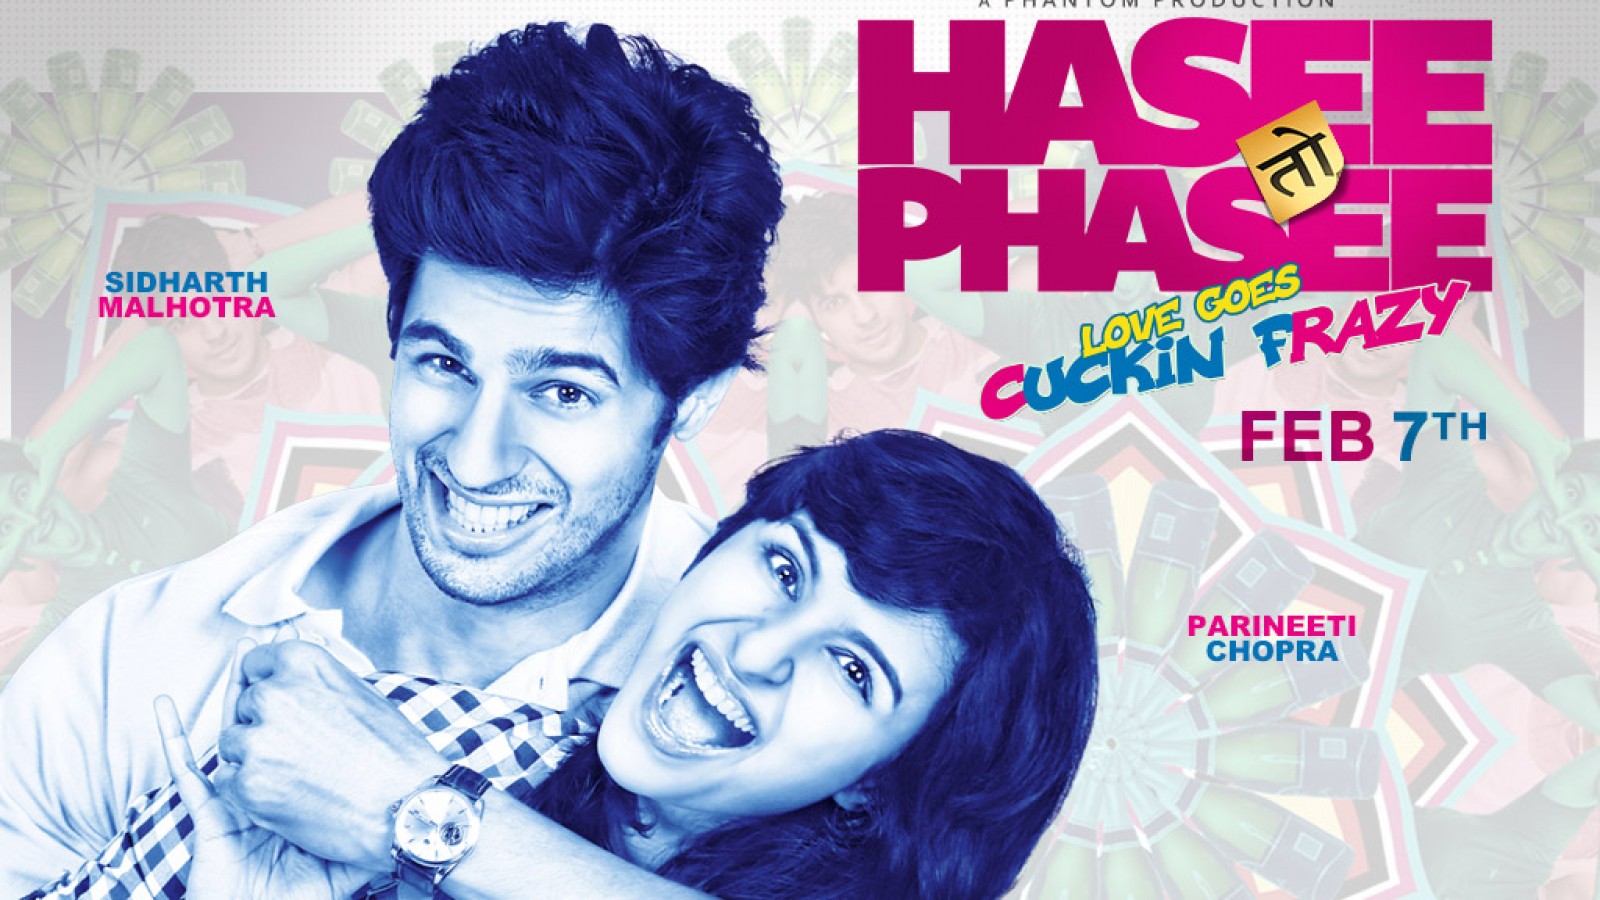 A PHANTOM PRODUCTION
HASEE
तो
PHASEE
LOVE GOES
CUCKIN FRAZY
FEB 7TH
SIDHARTH
MALHOTRA
PARINEETI
CHOPRA